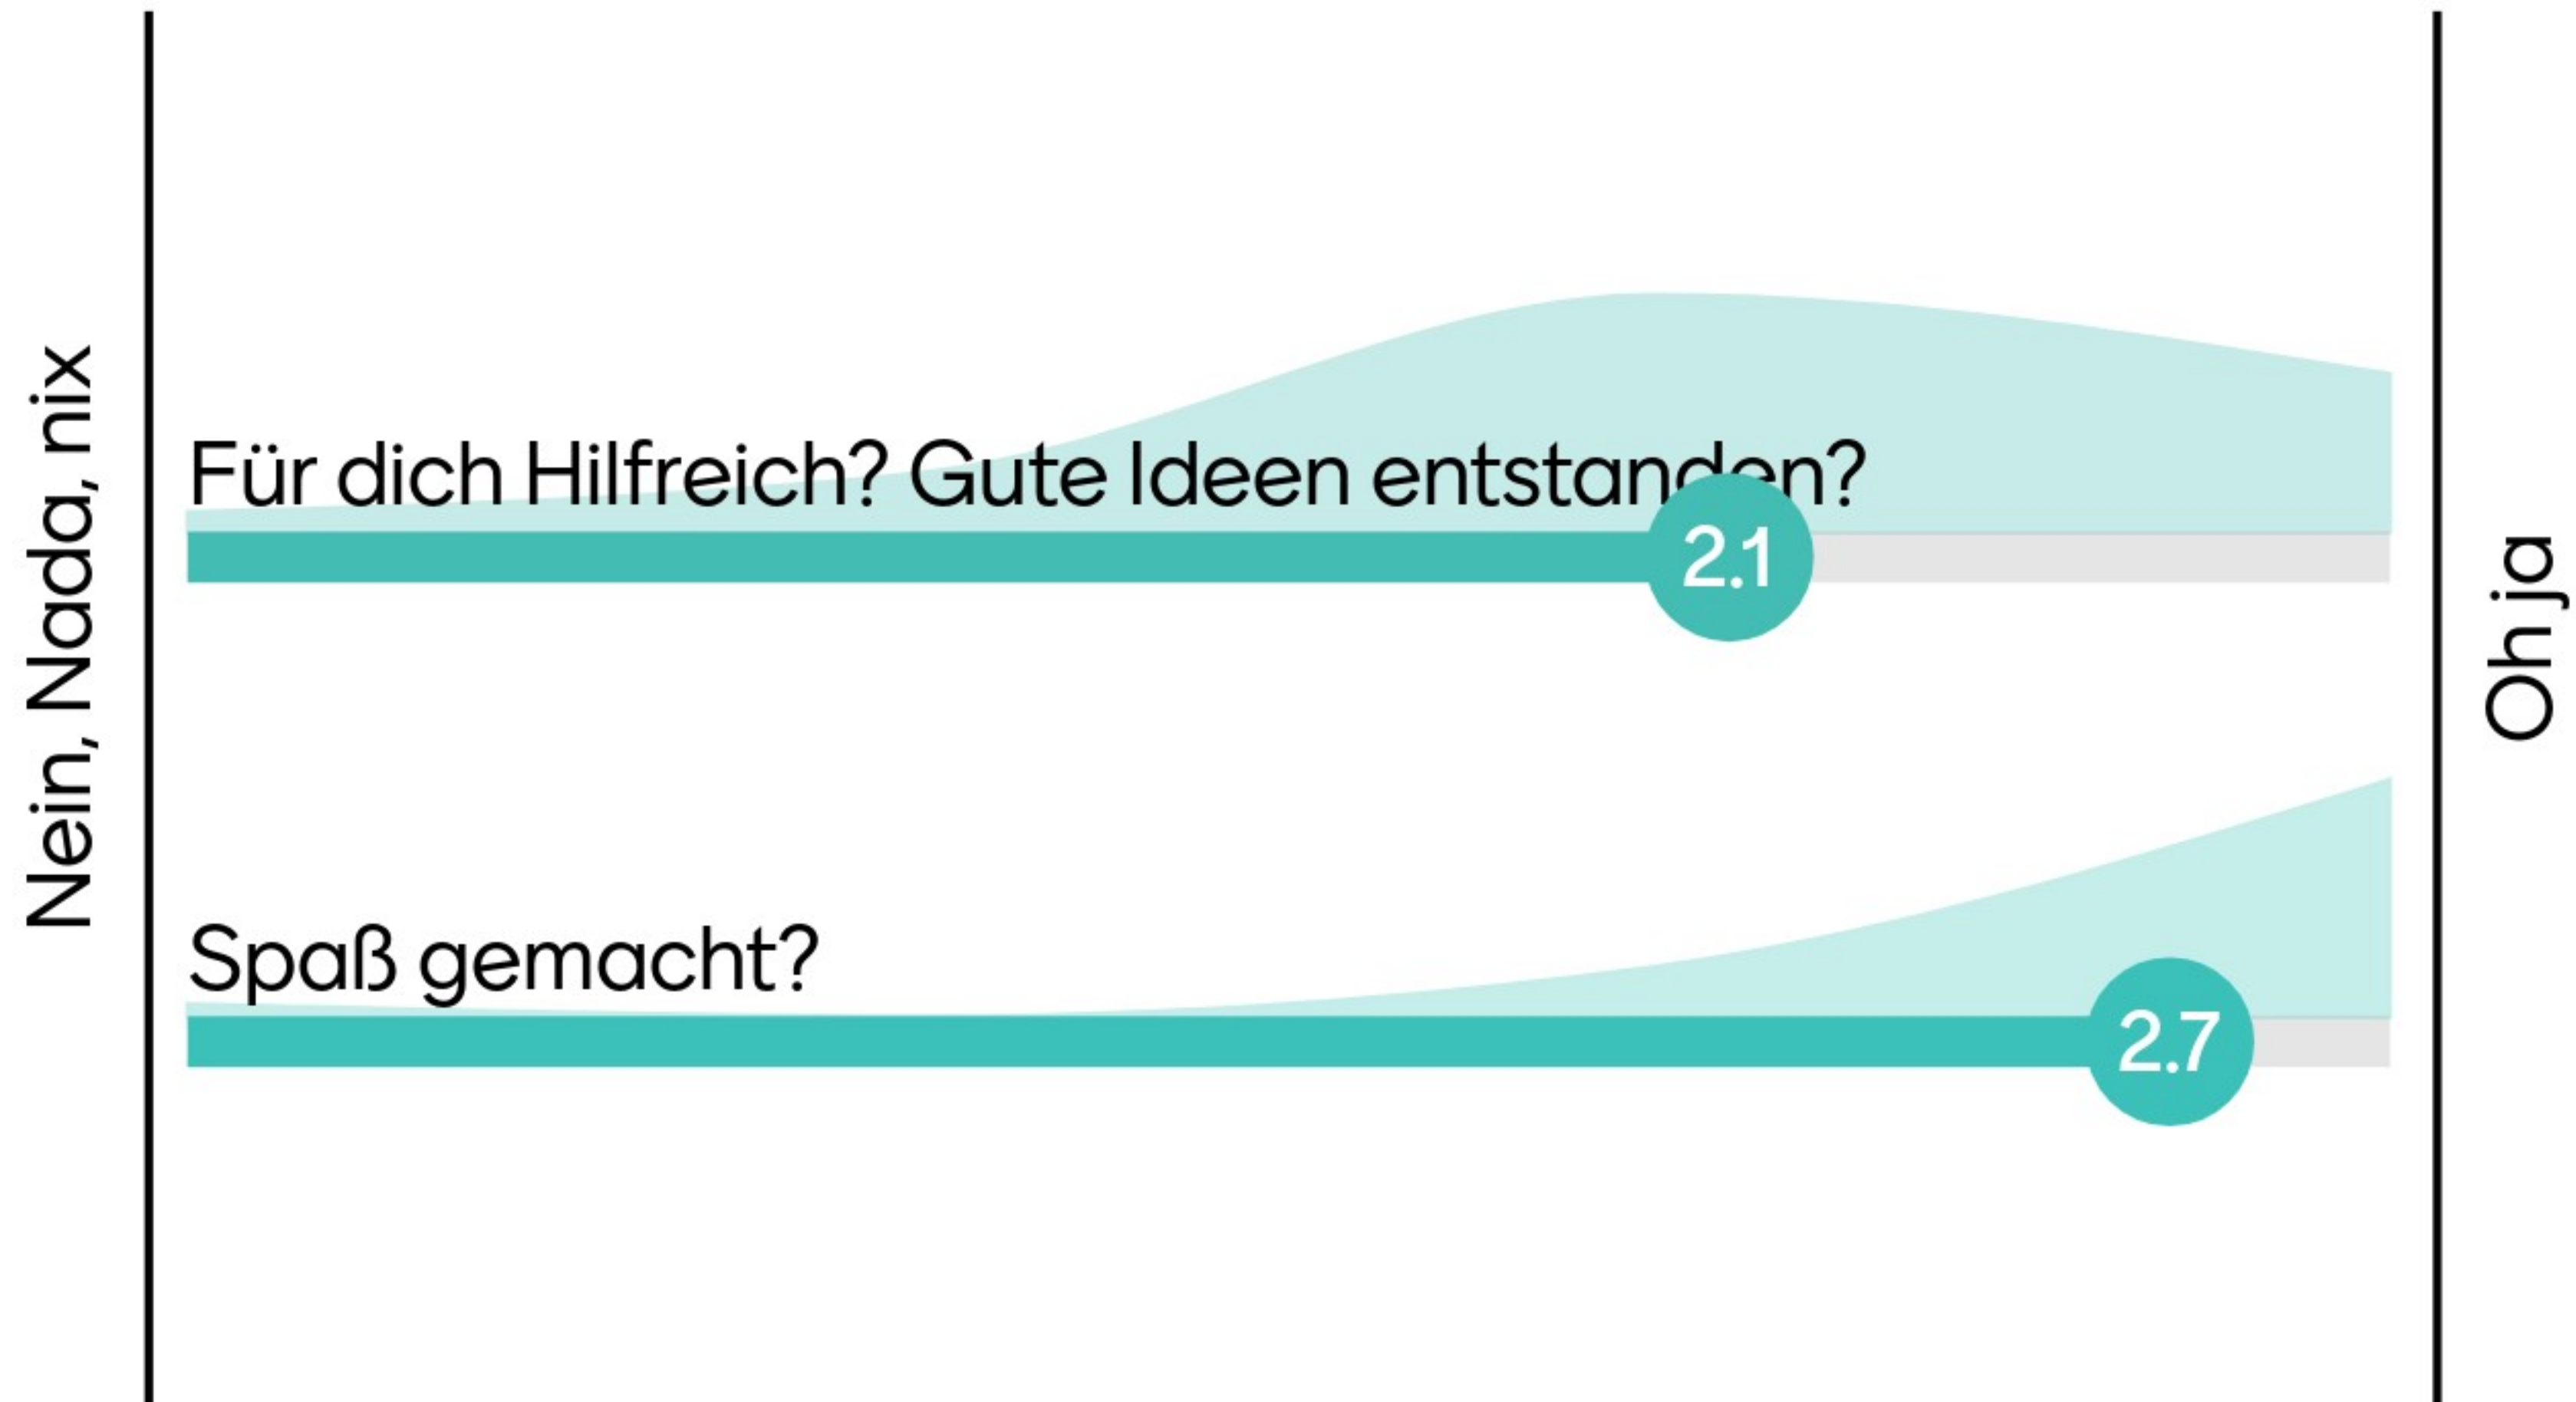 Nein, Nada, nix
Für dich Hilfreich? Gute Ideen entstanden?
2.1
Spaß gemacht?
2.7
Oh ja